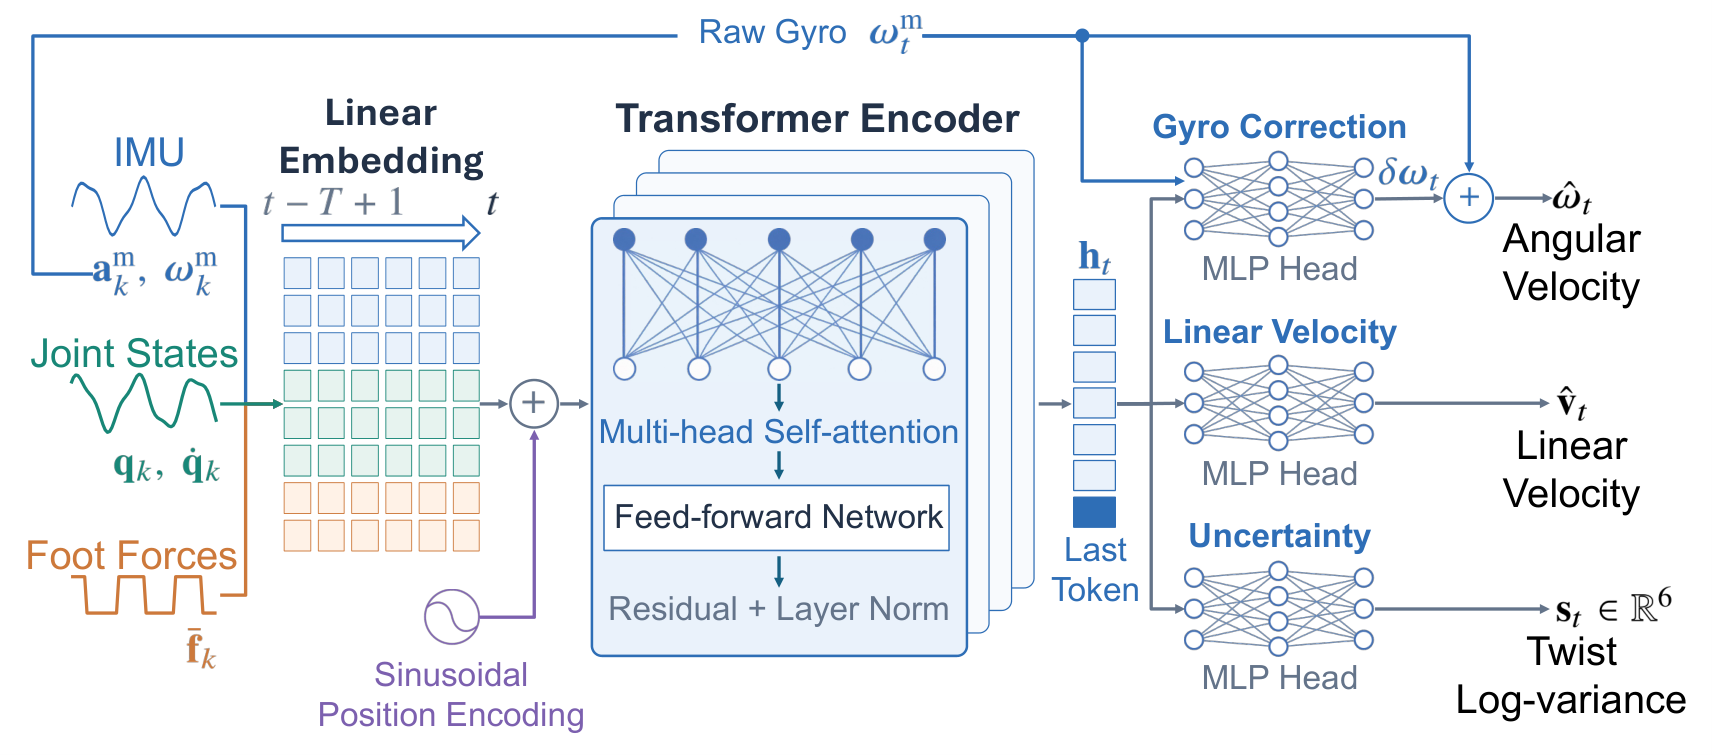 Raw Gyro ωₜᵐ
Linear
Embedding
t − T + 1
t
IMU
aₖᵐ, ωₖᵐ
Joint States
qₖ, q̇ₖ
Foot Forces
f̄ₖ
+
Sinusoidal
Position Encoding
Transformer Encoder
Multi-head Self-attention
Feed-forward Network
Residual + Layer Norm
hₜ
Last
Token
Gyro Correction
MLP Head
δωₜ
+
ω̂ₜ
Angular
Velocity
Linear Velocity
MLP Head
v̂ₜ
Linear
Velocity
Uncertainty
MLP Head
sₜ ∈ ℝ⁶
Twist
Log-variance